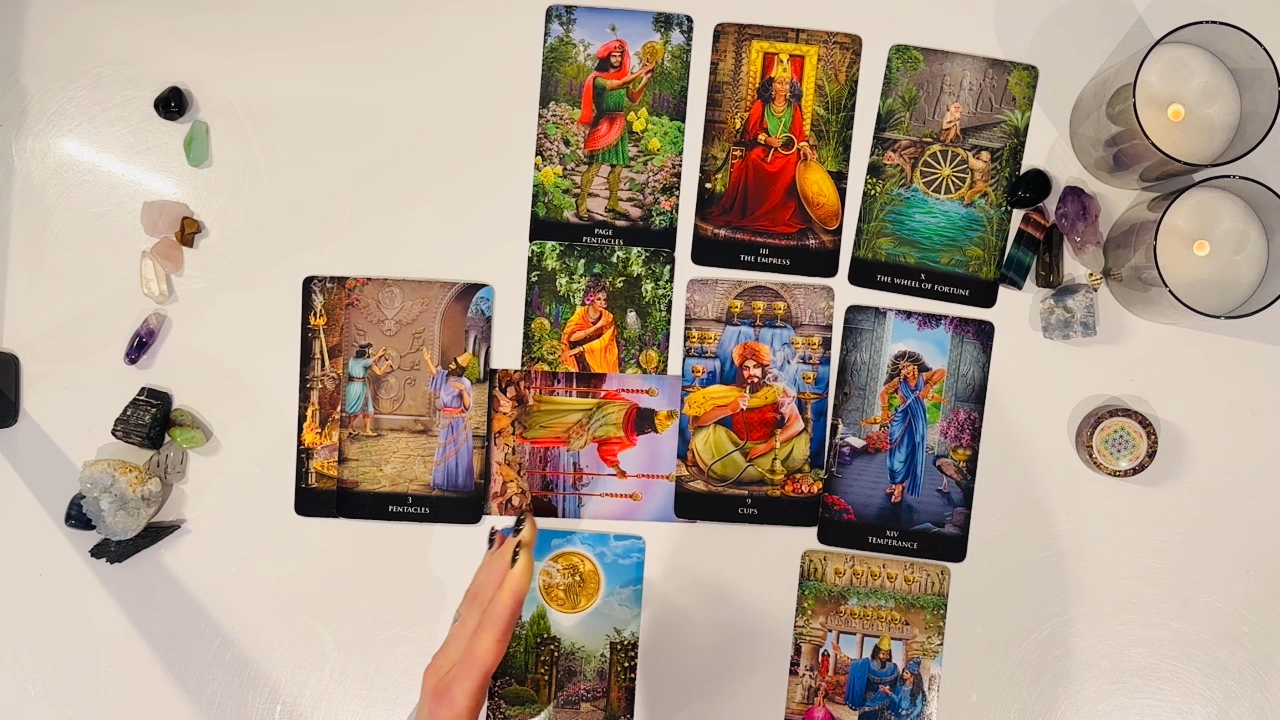 PAGE
PENTACLES
III
THE EMPRESS
X
THE WHEEL OF FORTUNE
3
PENTACLES
9
CUPS
XIV
TEMPERANCE